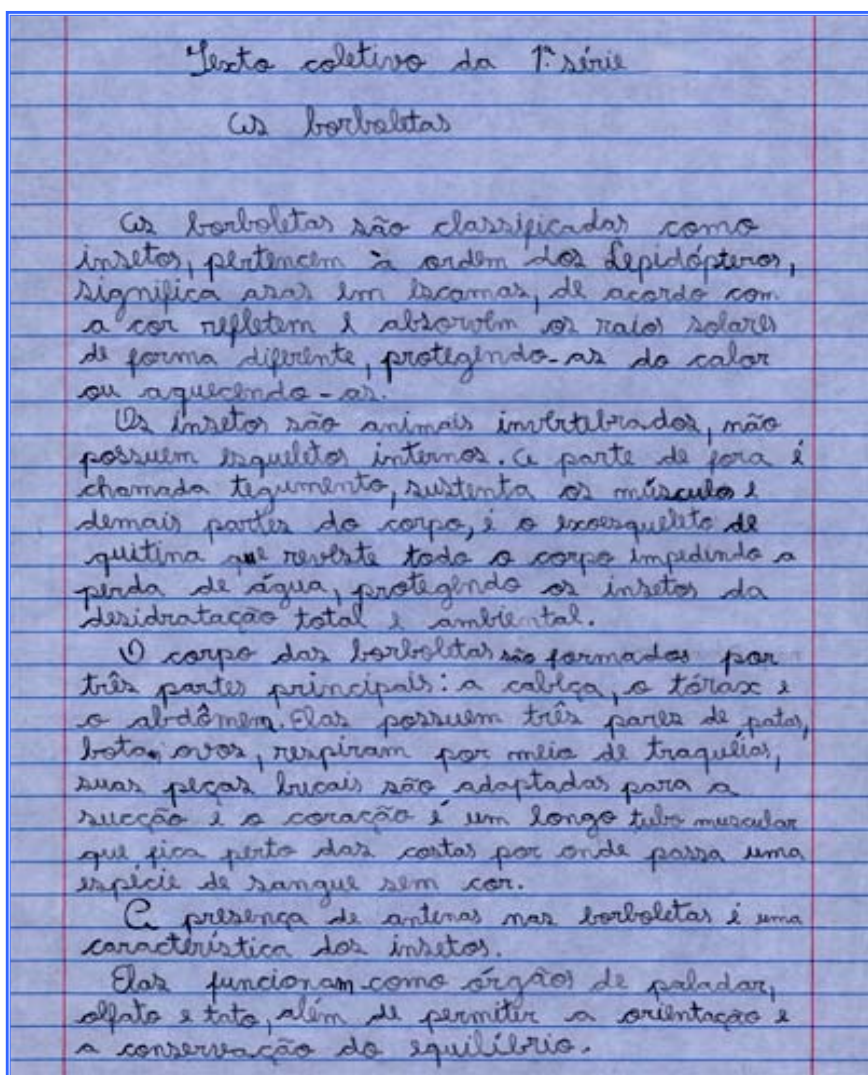 Texto coletivo da 1ª série
As borboletas
As borboletas são classificadas como
insetos, pertencem à ordem dos Lepidópteros,
significa asas em escamas, de acordo com
a cor refletem e absorvem os raios solares
de forma diferente, protegendo-as do calor
ou aquecendo-as.
Os insetos são animais invertebrados, não
possuem esqueletos internos. A parte de fora é
chamada tegumento, sustenta os músculos e
demais partes do corpo, é o exoesqueleto de
quitina que reveste todo o corpo impedindo a
perda de água, protegendo os insetos da
desidratação total e ambiental.
O corpo das borboletas são formados por
três partes principais: a cabeça, o tórax e
o abdômem. Elas possuem três pares de patas,
bota ovos, respiram por meio de traquéias,
suas peças bucais são adaptadas para a
sucção e o coração é um longo tubo muscular
que fica perto das costas por onde passa uma
espécie de sangue sem cor.
A presença de antenas nas borboletas é uma
característica dos insetos.
Elas funcionam como órgãos de paladar,
olfato e tato, além de permitir a orientação e
a conservação do equilíbrio.